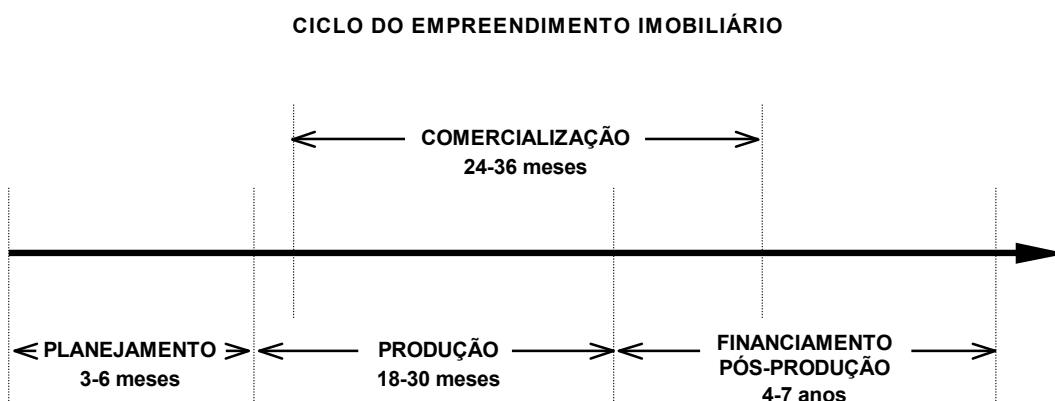 CICLO DO EMPREENDIMENTO IMOBILIÁRIO
COMERCIALIZAÇÃO
24-36 meses
PLANEJAMENTO
3-6 meses
PRODUÇÃO
18-30 meses
FINANCIAMENTO
PÓS-PRODUÇÃO
4-7 anos